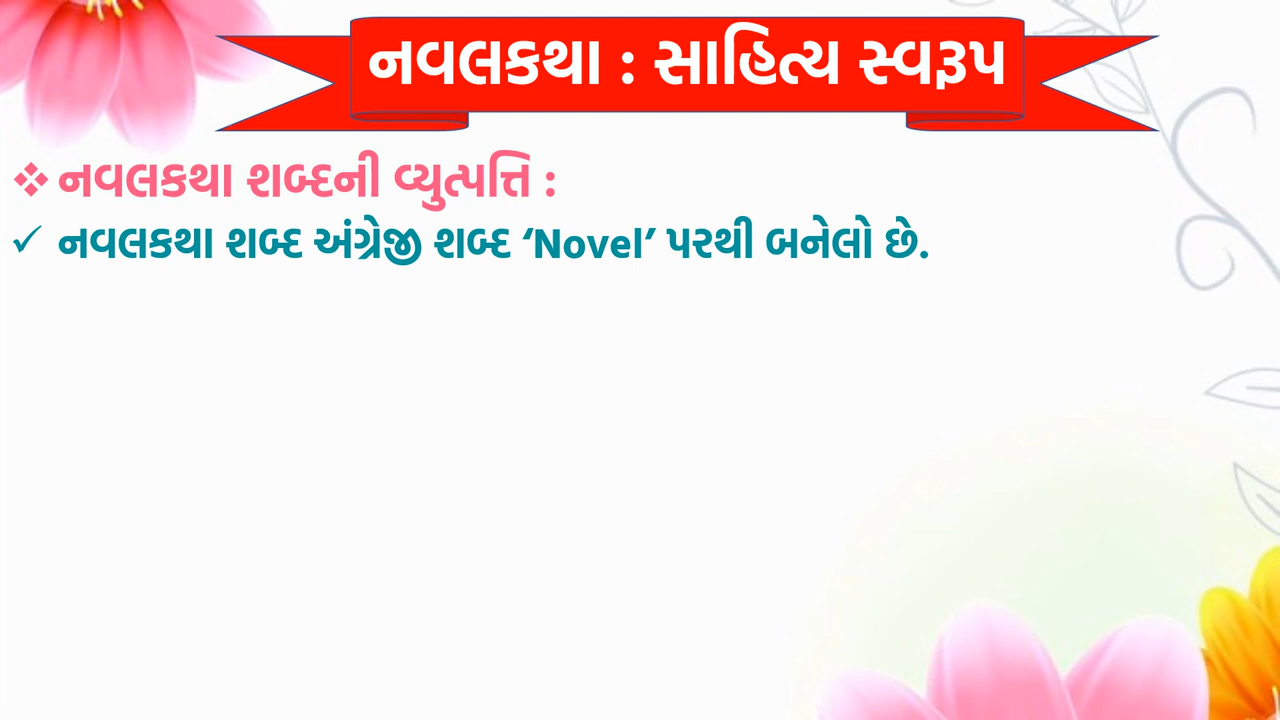 નવલકથા : સાહિત્ય સ્વરૂપ
નવલકથા શબ્દની વ્યુત્પત્તિ :
નવલકથા શબ્દ અંગ્રેજી શબ્દ ‘Novel’ પરથી બનેલો છે.